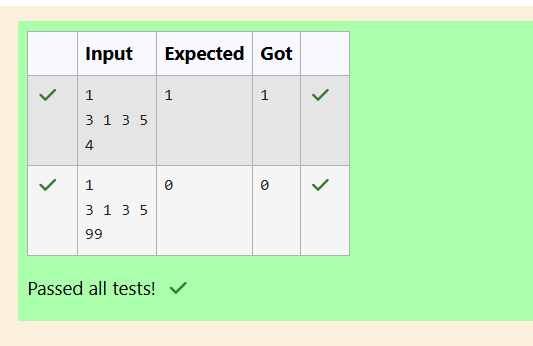 Input Expected Got
1 1 1
3 1 3 5
4
1 0 0
3 1 3 5
99
Passed all tests!